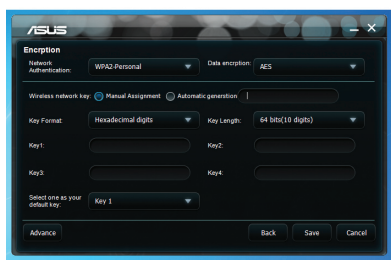 ASUS
Encrption
Network Authentication: WPA2-Personal Data encrption: AES
Wireless network key: Manual Assignment Automatic generstion
Key Format: Hexadecimal digits Key Length: 64 bits(10 digits)
Key1: Key2:
Key3: Key4:
Select one as your default key: Key 1
Advance Back Save Cancel